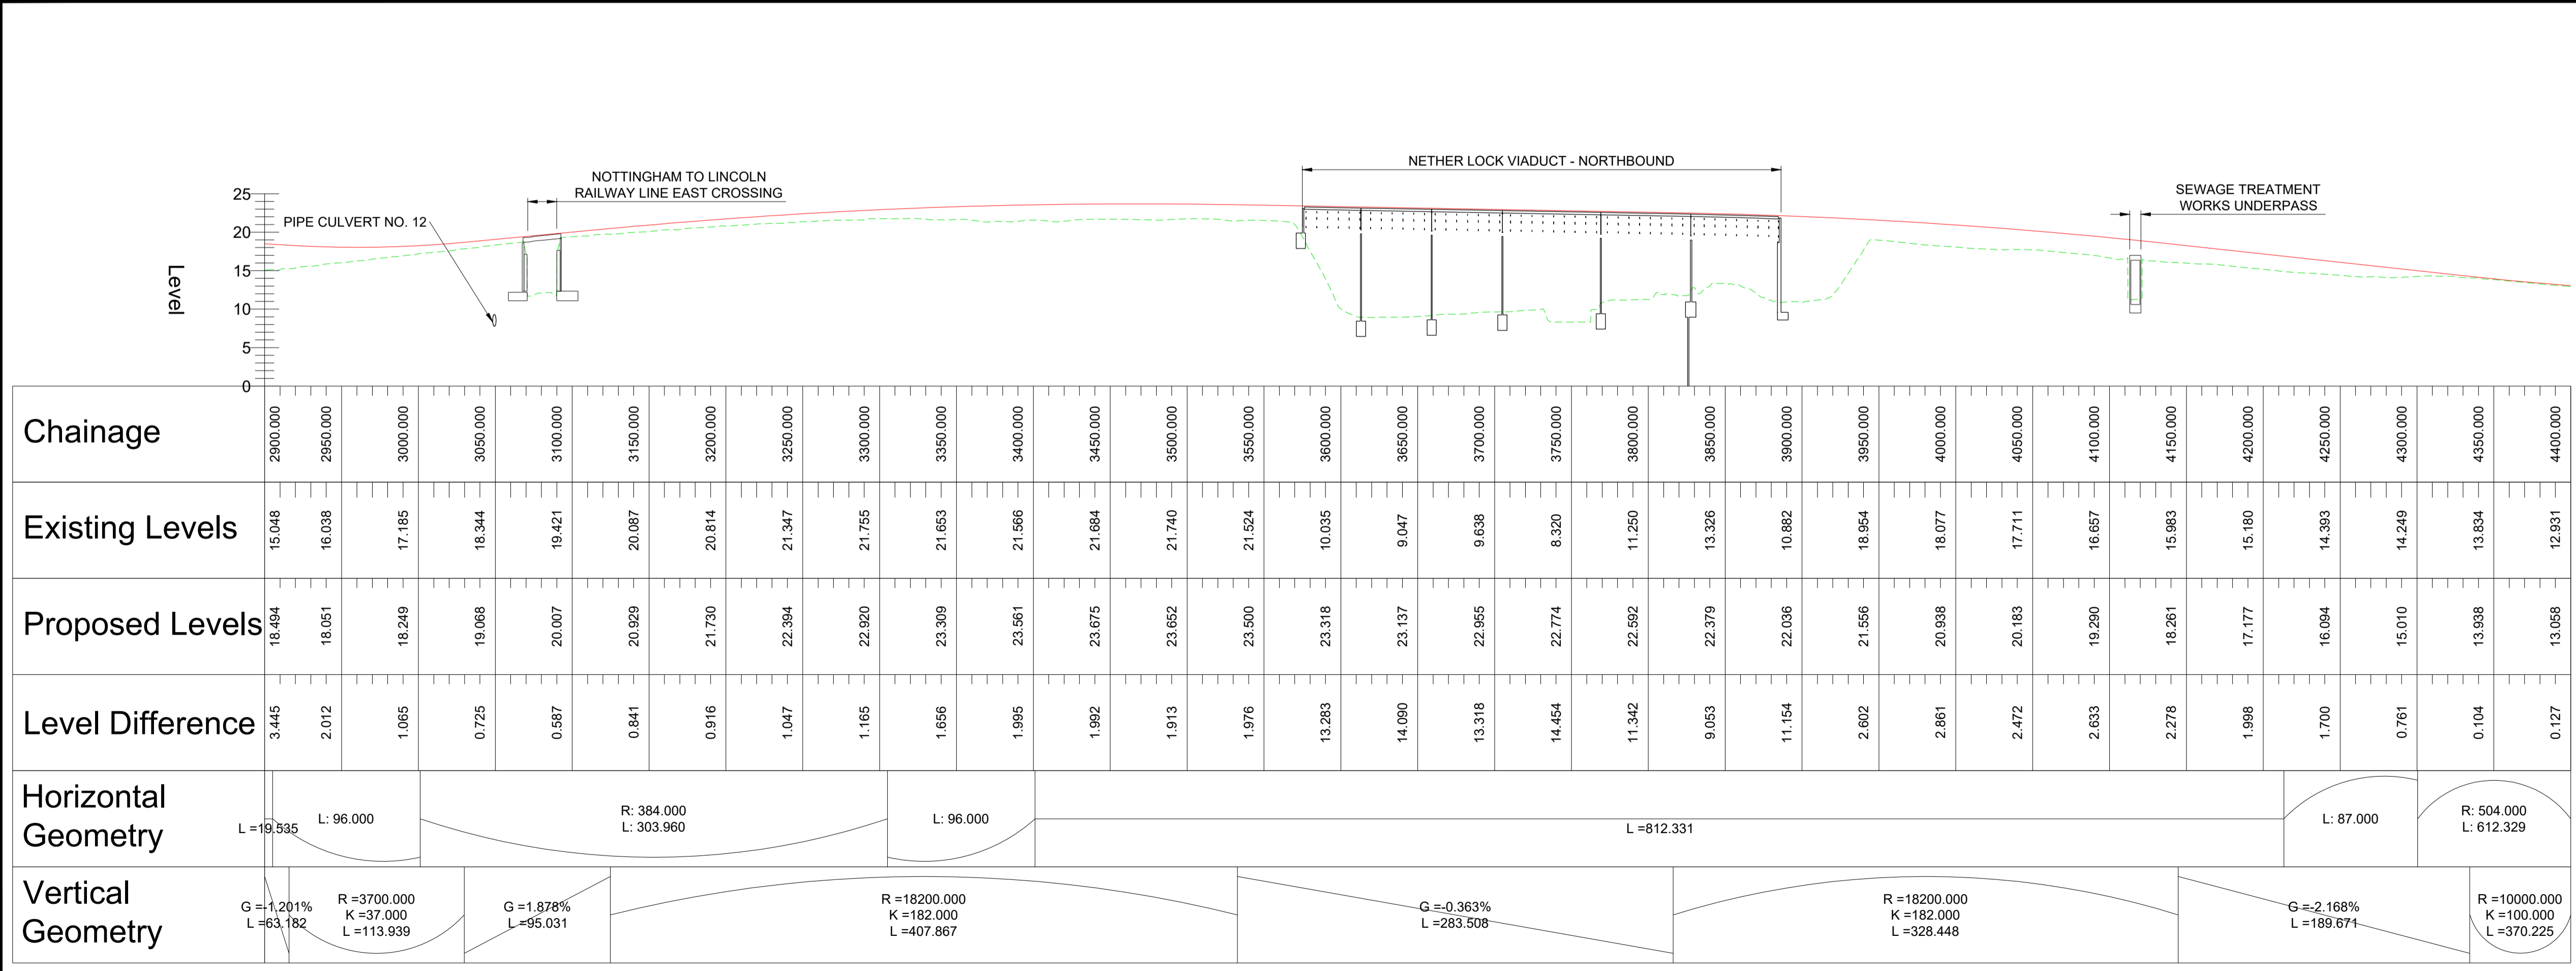 NETHER LOCK VIADUCT - NORTHBOUND
NOTTINGHAM TO LINCOLN
RAILWAY LINE EAST CROSSING
SEWAGE TREATMENT
WORKS UNDERPASS
PIPE CULVERT NO. 12
Level
25
20
15
10
5
0
Chainage
2900.000 2950.000 3000.000 3050.000 3100.000 3150.000 3200.000 3250.000 3300.000 3350.000 3400.000 3450.000 3500.000 3550.000 3600.000 3650.000 3700.000 3750.000 3800.000 3850.000 3900.000 3950.000 4000.000 4050.000 4100.000 4150.000 4200.000 4250.000 4300.000 4350.000 4400.000
Existing Levels
15.048 16.038 17.185 18.344 19.421 20.087 20.814 21.347 21.755 21.653 21.566 21.684 21.740 21.524 10.035 9.047 9.638 8.320 11.250 13.326 10.882 18.954 18.077 17.711 16.657 15.983 15.180 14.393 14.249 13.834 12.931
Proposed Levels
18.494 18.051 18.249 19.068 20.007 20.929 21.730 22.394 22.920 23.309 23.561 23.675 23.652 23.500 23.318 23.137 22.955 22.774 22.592 22.379 22.036 21.556 20.938 20.183 19.290 18.261 17.177 16.094 15.010 13.938 13.058
Level Difference
3.445 2.012 1.065 0.725 0.587 0.841 0.916 1.047 1.165 1.656 1.995 1.992 1.913 1.976 13.283 14.090 13.318 14.454 11.342 9.053 11.154 2.602 2.861 2.472 2.633 2.278 1.998 1.700 0.761 0.104 0.127
Horizontal
Geometry
L =19.535
L: 96.000
R: 384.000
L: 303.960
L: 96.000
L =812.331
L: 87.000
R: 504.000
L: 612.329
Vertical
Geometry
G =-1.201%
L =63.182
R =3700.000
K =37.000
L =113.939
G =1.878%
L =95.031
R =18200.000
K =182.000
L =407.867
G =-0.363%
L =283.508
R =18200.000
K =182.000
L =328.448
G =-2.168%
L =189.671
R =10000.000
K =100.000
L =370.225